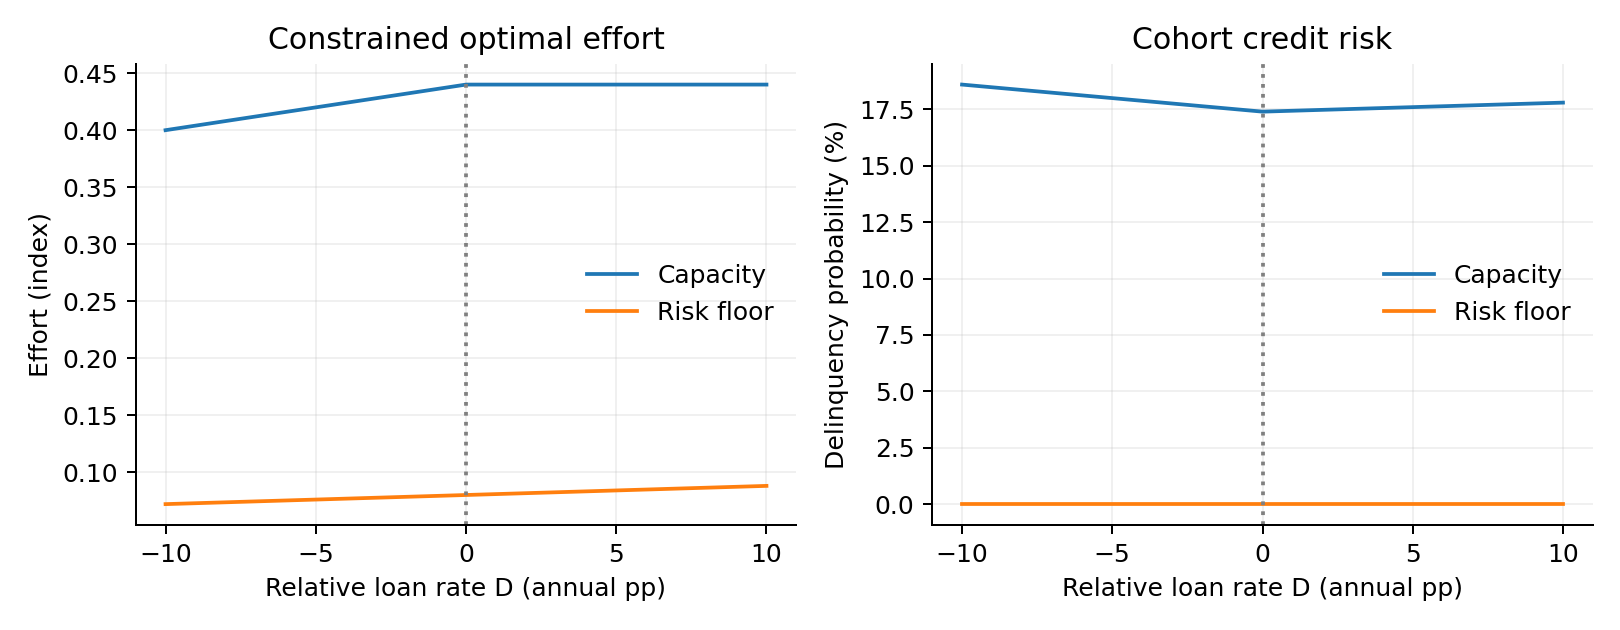 Constrained optimal effort
Effort (index)
0.45
0.40
0.35
0.30
0.25
0.20
0.15
0.10
Capacity
Risk floor
−10
−5
0
5
10
Relative loan rate D (annual pp)
Cohort credit risk
Delinquency probability (%)
17.5
15.0
12.5
10.0
7.5
5.0
2.5
0.0
Capacity
Risk floor
−10
−5
0
5
10
Relative loan rate D (annual pp)